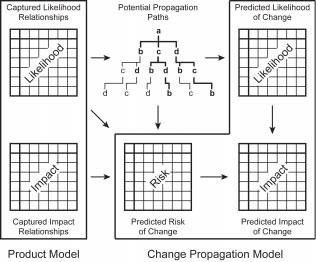 Captured Likelihood
Relationships
Likelihood
Potential Propagation
Paths
a
b c d
c d b d b c
d c d b c b
Predicted Likelihood
of Change
Likelihood
Impact
Captured Impact
Relationships
Risk
Predicted Risk
of Change
Impact
Predicted Impact
of Change
Product Model
Change Propagation Model